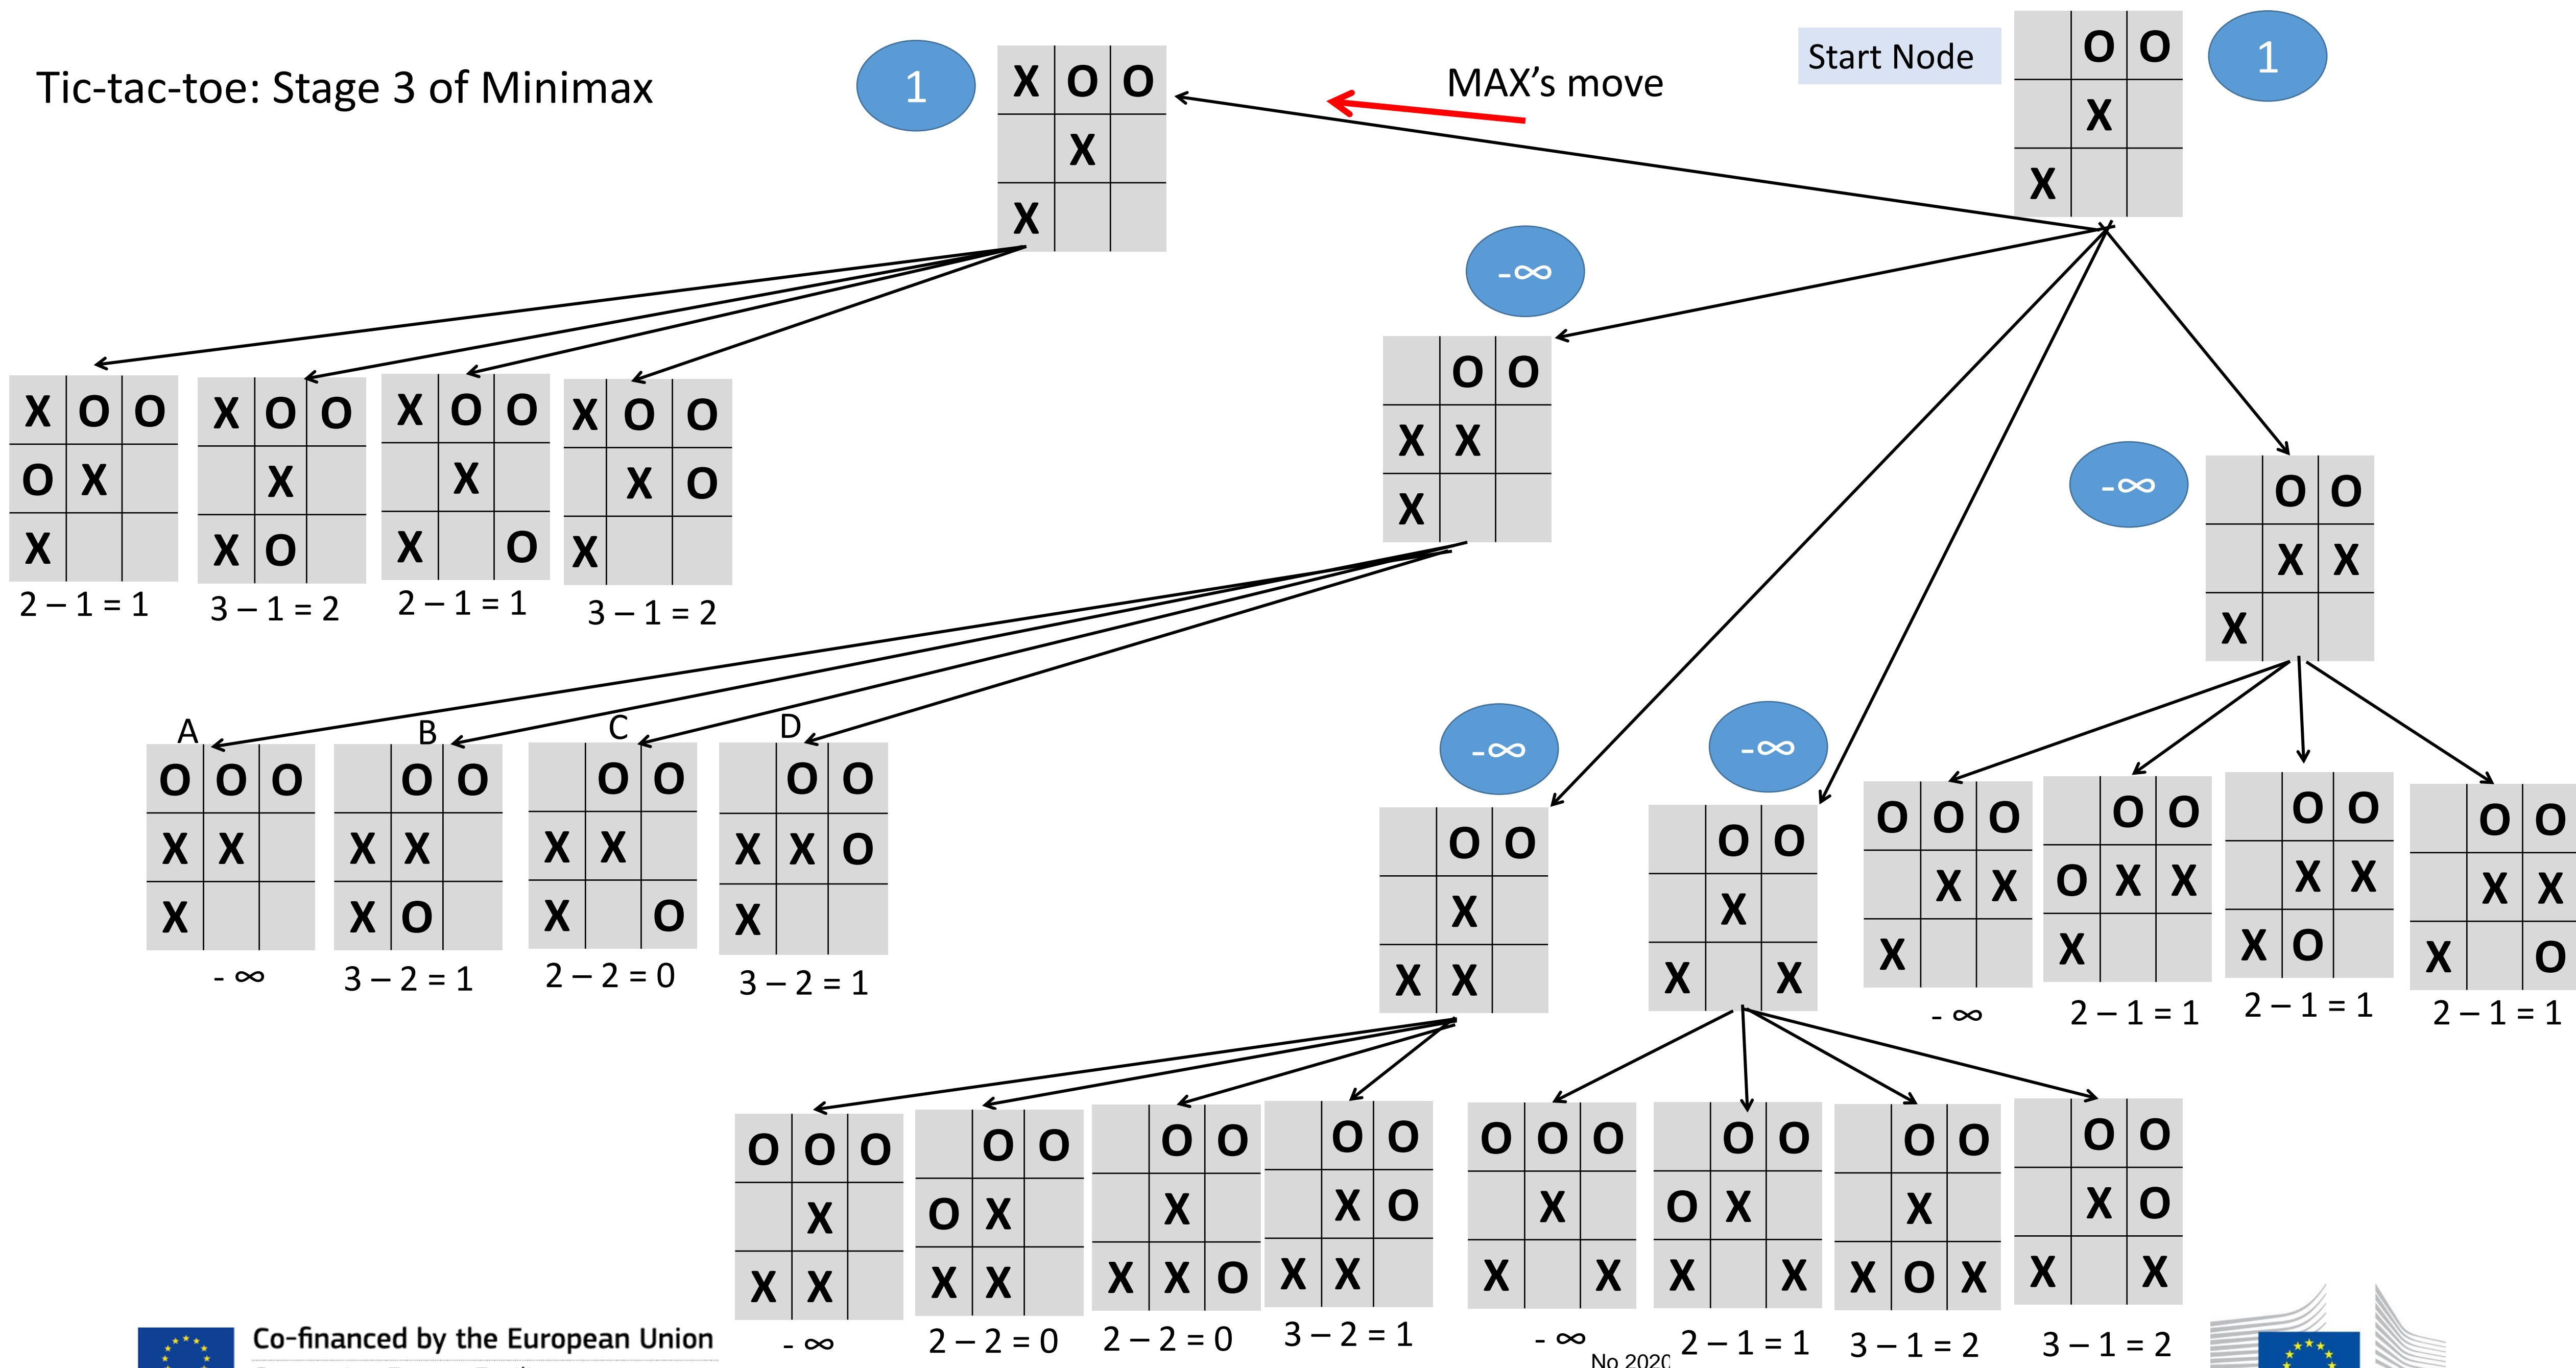 Tic-tac-toe: Stage 3 of Minimax
1
X O O
X
X
MAX's move
Start Node
O O
X
X
1
-∞
O O
X X
X
-∞
O O
X X
X
X O O
O X
X
2 – 1 = 1
X O O
X
X O
3 – 1 = 2
X O O
X
X O
2 – 1 = 1
X O O
X O
X
3 – 1 = 2
A
O O O
X X
X
- ∞
B
O O
X X
X O
3 – 2 = 1
C
O O
X X
X O
2 – 2 = 0
D
O O
X X O
X
3 – 2 = 1
-∞
O O
X
X X
-∞
O O
X
X X
O O O
X X
X
- ∞
O O
O X X
X
2 – 1 = 1
O O
X X
X O
2 – 1 = 1
O O
X X
X O
2 – 1 = 1
O O O
X
X X
- ∞
O O
O X
X X
2 – 2 = 0
O O
X
X X O
2 – 2 = 0
O O
X O
X X
3 – 2 = 1
O O O
X
X X
- ∞
O O
O X
X X
2 – 1 = 1
O O
X
X O X
3 – 1 = 2
O O
X O
X X
3 – 1 = 2
Co-financed by the European Union
No 2020